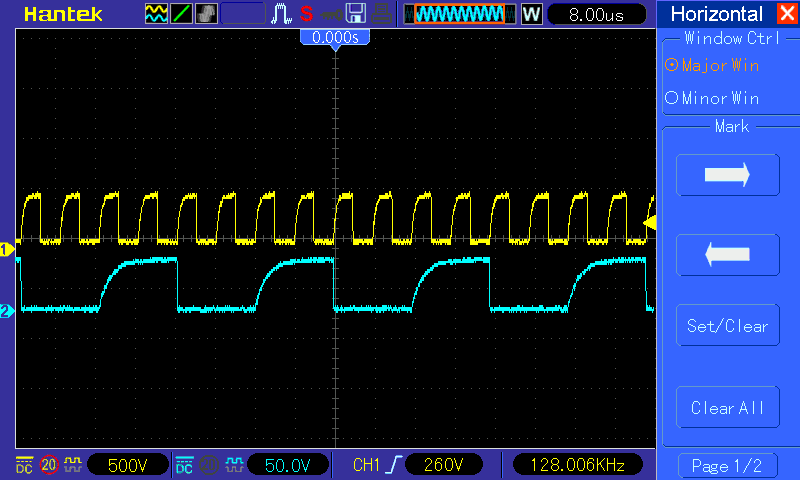 Hantek
S
W
8.00us
Horizontal
0.000s
Window Ctrl
Major Win
Minor Win
Mark
1
2
Set/Clear
Clear All
DC 20 500V DC 20 50.0V CH1 260V 128.006KHz
Page 1/2